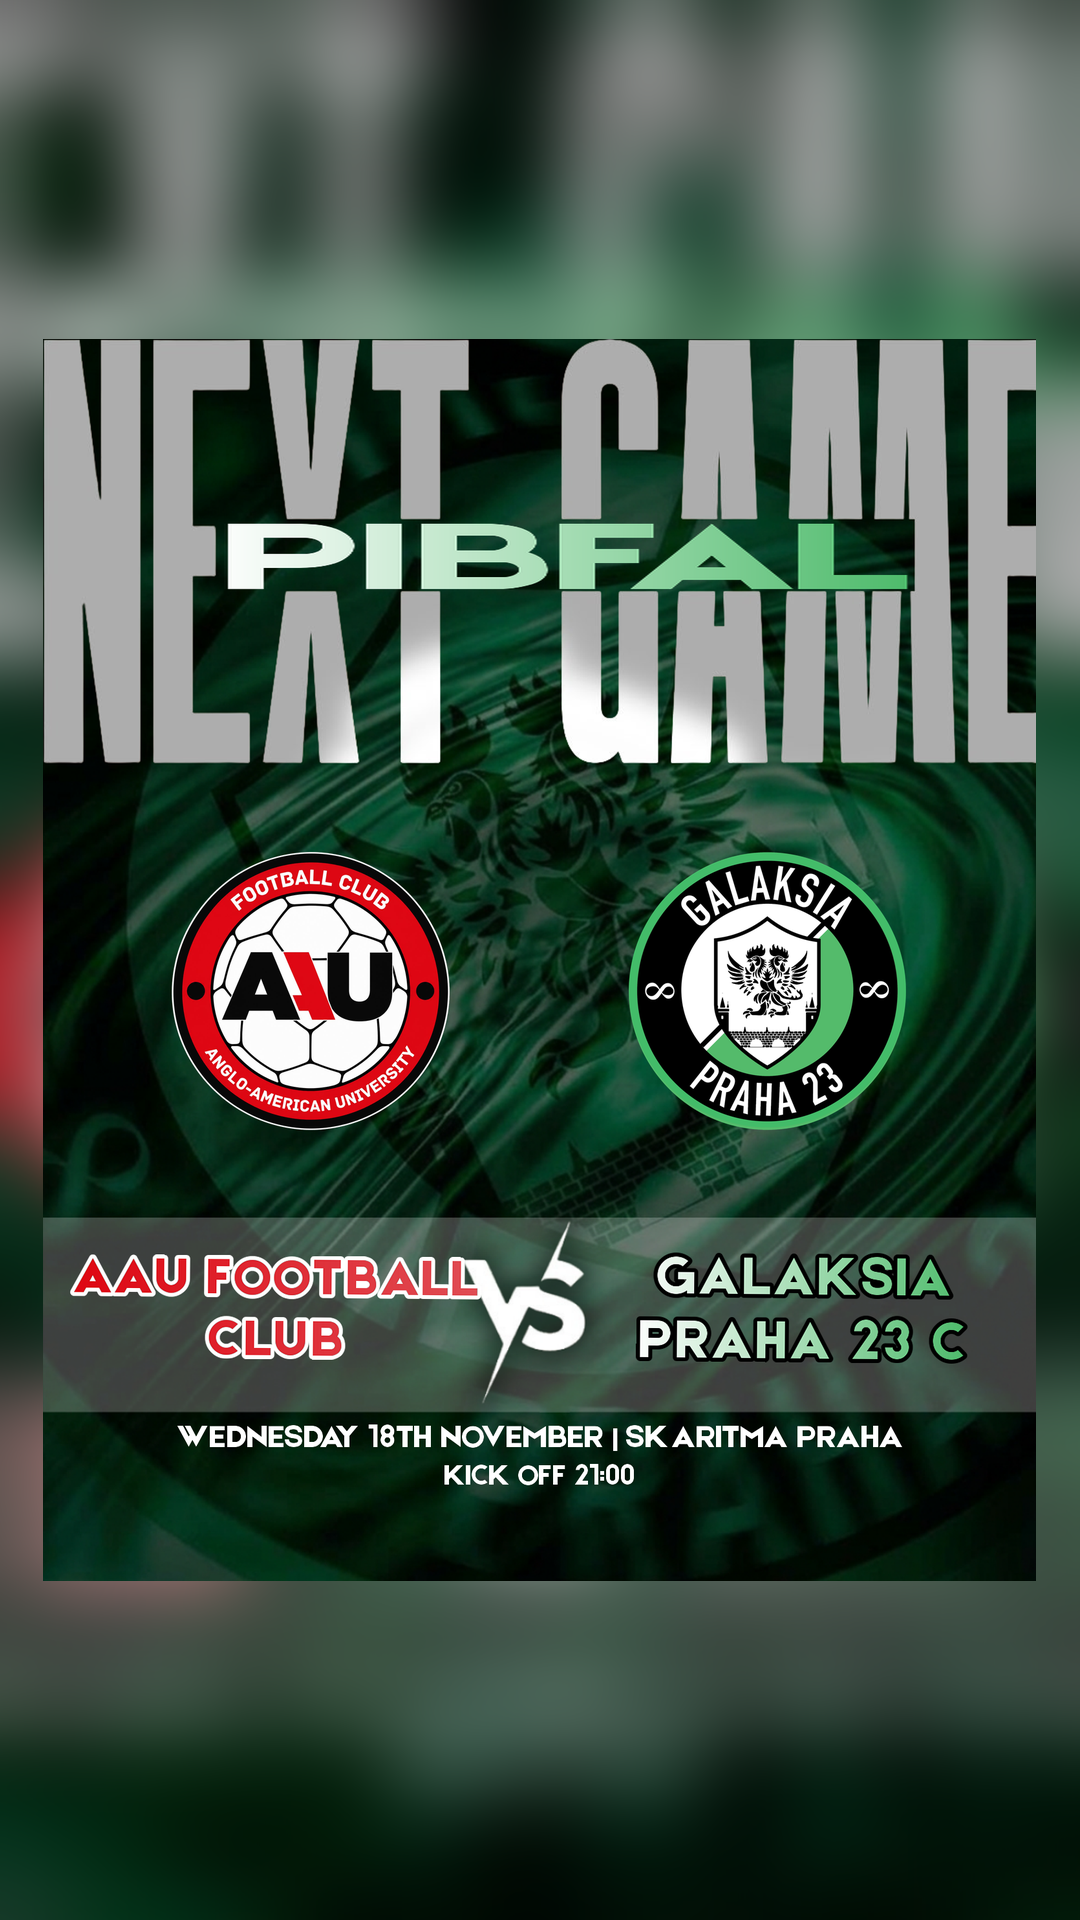 NEXT GAME
PIBFAL
FOOTBALL CLUB
AAU
ANGLO-AMERICAN UNIVERSITY
GALAKSIA
PRAHA 23
AAU FOOTBALL
CLUB
VS
GALAKSIA
PRAHA 23 C
WEDNESDAY 18TH NOVEMBER | SK ARITMA PRAHA
KICK OFF 21:00